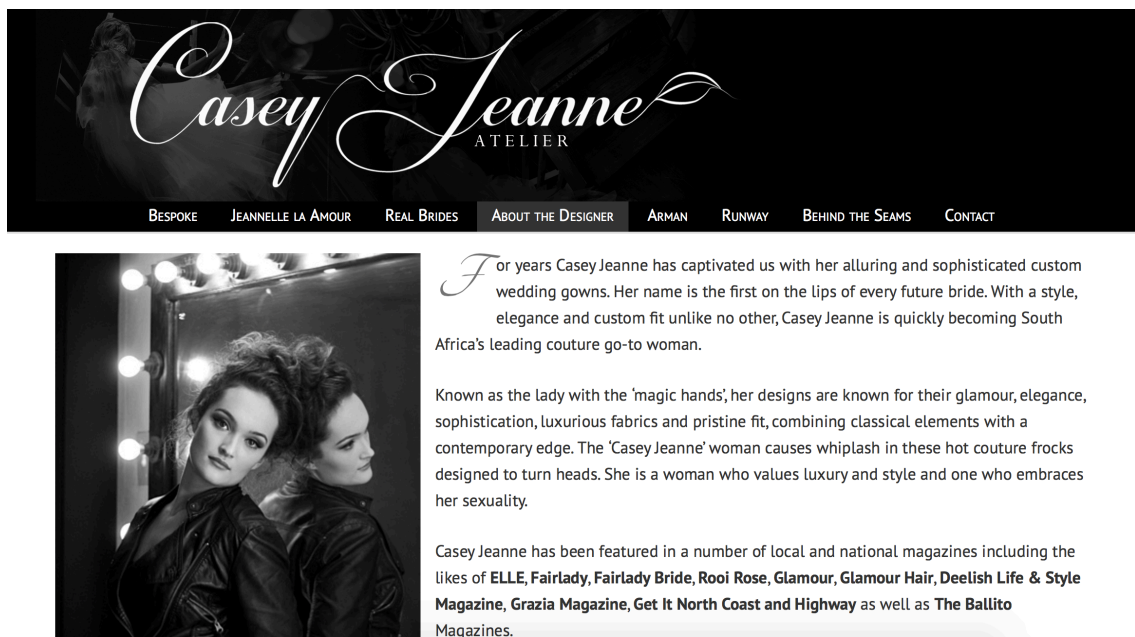 Casey Jeanne
ATELIER
Bespoke Jeannelle la Amour Real Brides About the Designer Arman Runway Behind the Seams Contact
For years Casey Jeanne has captivated us with her alluring and sophisticated custom
wedding gowns. Her name is the first on the lips of every future bride. With a style,
elegance and custom fit unlike no other, Casey Jeanne is quickly becoming South
Africa's leading couture go-to woman.
Known as the lady with the 'magic hands', her designs are known for their glamour, elegance,
sophistication, luxurious fabrics and pristine fit, combining classical elements with a
contemporary edge. The 'Casey Jeanne' woman causes whiplash in these hot couture frocks
designed to turn heads. She is a woman who values luxury and style and one who embraces
her sexuality.
Casey Jeanne has been featured in a number of local and national magazines including the
likes of ELLE, Fairlady, Fairlady Bride, Rooi Rose, Glamour, Glamour Hair, Deelish Life & Style
Magazine, Grazia Magazine, Get It North Coast and Highway as well as The Ballito
Magazines.